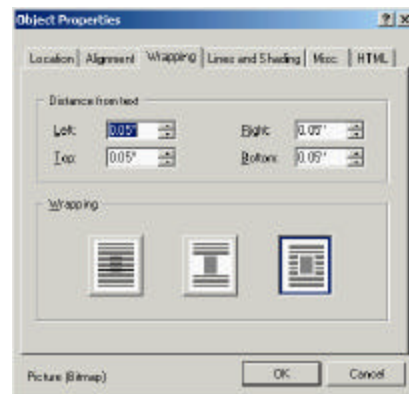 Object Properties
Location Alignment Wrapping Lines and Shading Misc. HTML
Distance from text
Left: 0.05" Right: 0.05"
Top: 0.05" Bottom: 0.05"
Wrapping
Picture (Bitmap) OK Cancel